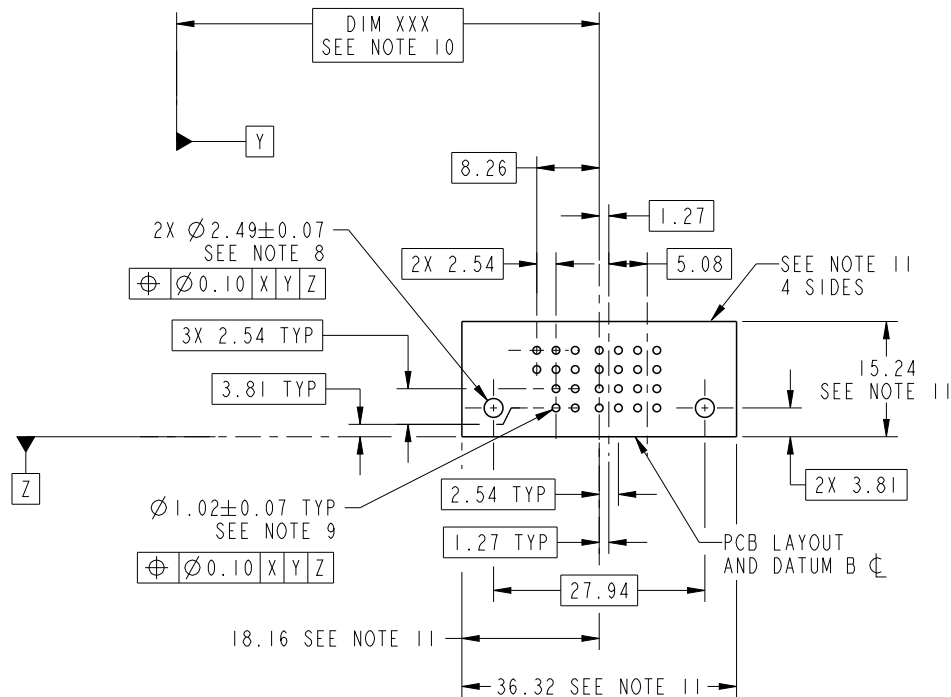 DIM XXX
SEE NOTE 10
Y
8.26
1.27
2X Ø2.49±0.07
SEE NOTE 8
⌖ Ø0.10 X Y Z
2X 2.54
5.08
SEE NOTE 11
4 SIDES
3X 2.54 TYP
3.81 TYP
15.24
SEE NOTE 11
Z
2X 3.81
2.54 TYP
Ø1.02±0.07 TYP
SEE NOTE 9
⌖ Ø0.10 X Y Z
1.27 TYP
PCB LAYOUT
AND DATUM B ℄
27.94
18.16 SEE NOTE 11
36.32 SEE NOTE 11